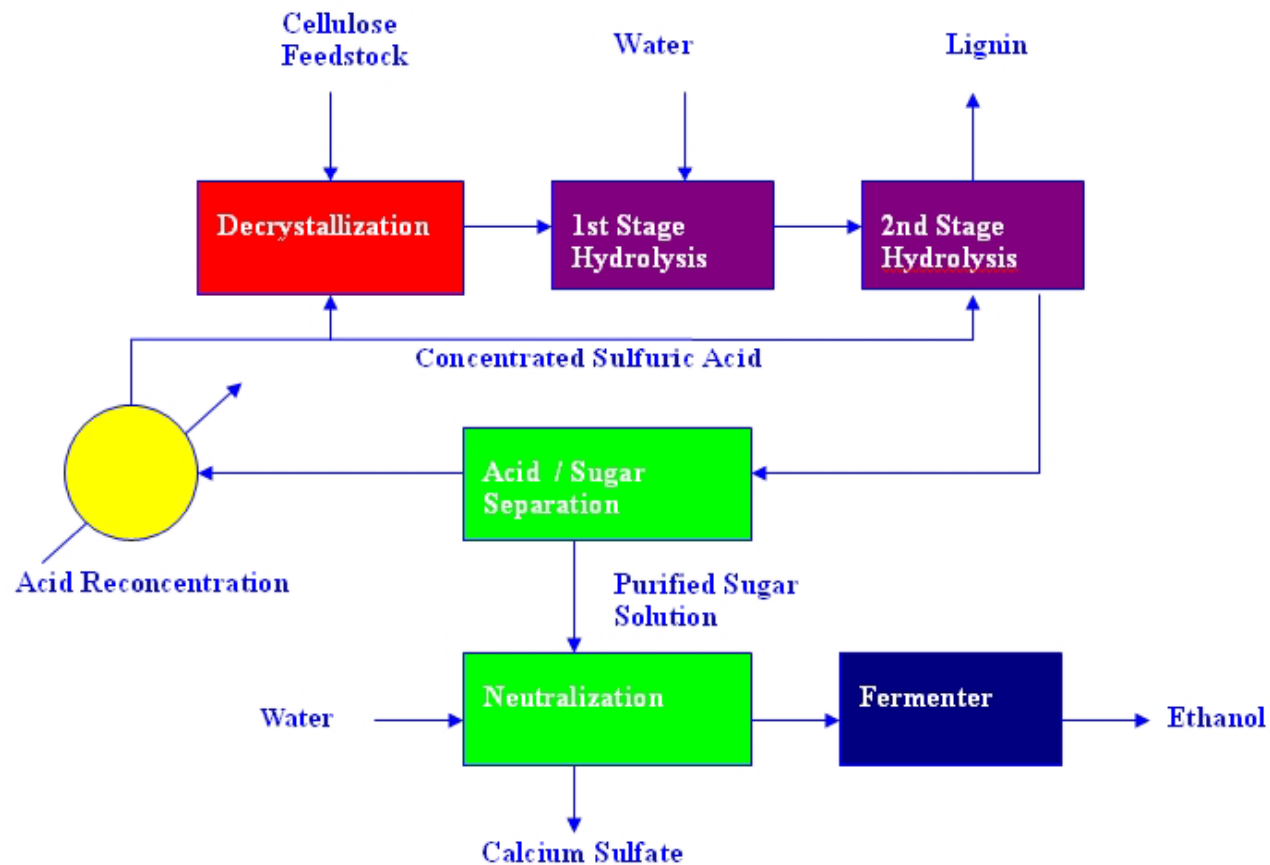 Cellulose
Feedstock
Water
Lignin
Decrystallization
1st Stage
Hydrolysis
2nd Stage
Hydrolysis
Concentrated Sulfuric Acid
Acid / Sugar
Separation
Acid Reconcentration
Purified Sugar
Solution
Water
Neutralization
Fermenter
Ethanol
Calcium Sulfate